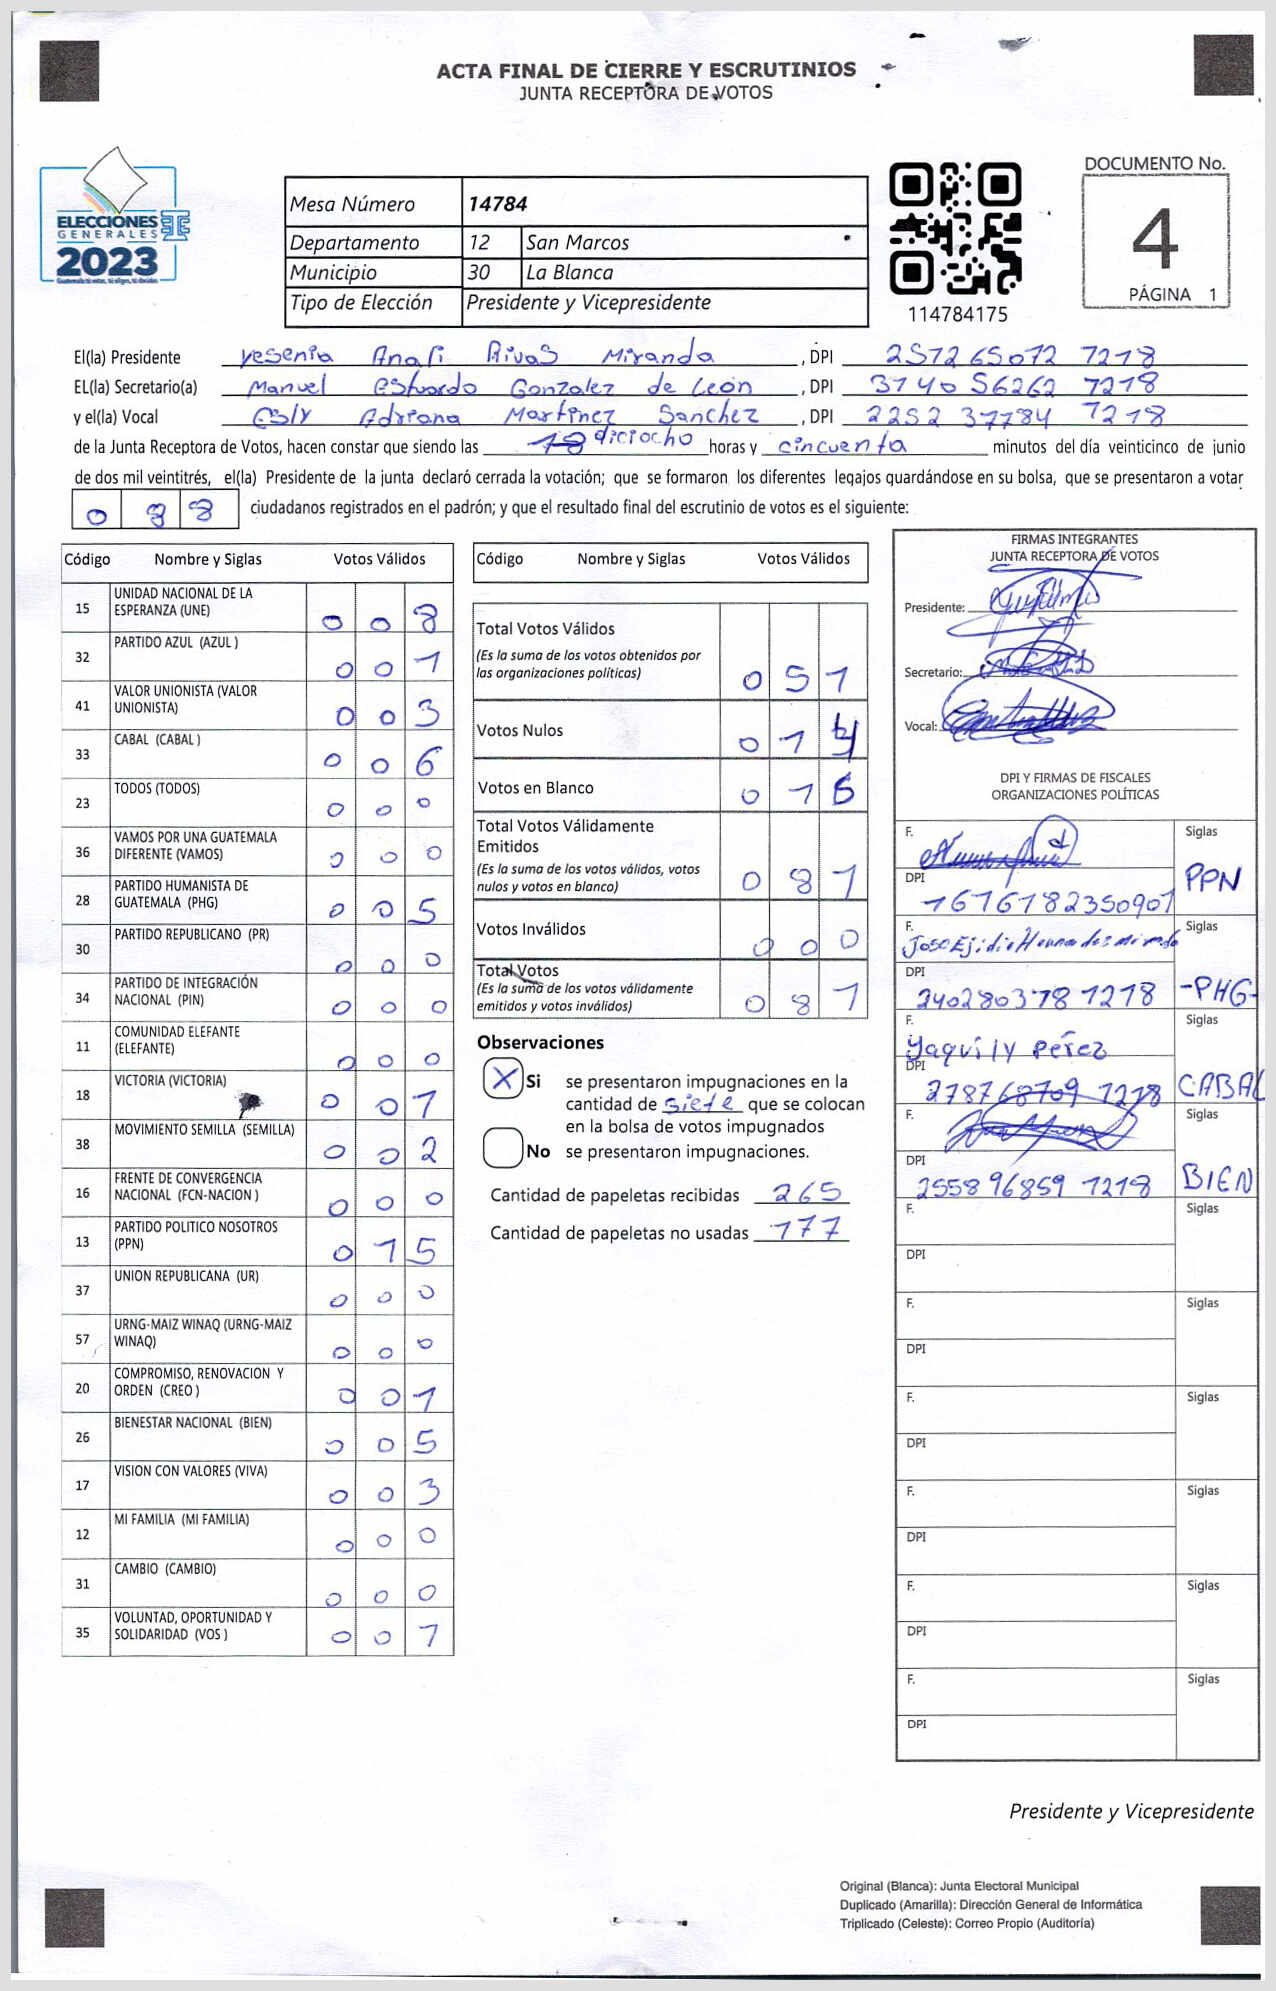 ACTA FINAL DE CIERRE Y ESCRUTINIOS
JUNTA RECEPTORA DE VOTOS
ELECCIONES
GENERALES
2023
Mesa Número 14784
Departamento 12 San Marcos
Municipio 30 La Blanca
Tipo de Elección Presidente y Vicepresidente
114784175
DOCUMENTO No.
4
PÁGINA 1
El(la) Presidente Yesenia Anali Rivas Miranda , DPI 2572 65072 7218
EL(la) Secretario(a) Manuel Estuardo Gonzalez de León , DPI 3140 56262 7218
y el(la) Vocal Esly Adriana Martinez Sanchez , DPI 2252 37784 7218
de la Junta Receptora de Votos, hacen constar que siendo las 18 diciocho horas y cincuenta minutos del día veinticinco de junio
de dos mil veintitrés, el(la) Presidente de la junta declaró cerrada la votación; que se formaron los diferentes legajos guardándose en su bolsa, que se presentaron a votar
0 8 8 ciudadanos registrados en el padrón; y que el resultado final del escrutinio de votos es el siguiente:
Código Nombre y Siglas Votos Válidos
15 UNIDAD NACIONAL DE LA ESPERANZA (UNE) 0 0 8
32 PARTIDO AZUL (AZUL ) 0 0 1
41 VALOR UNIONISTA (VALOR UNIONISTA) 0 0 3
33 CABAL (CABAL ) 0 0 6
23 TODOS (TODOS) 0 0 0
36 VAMOS POR UNA GUATEMALA DIFERENTE (VAMOS) 0 0 0
28 PARTIDO HUMANISTA DE GUATEMALA (PHG) 0 0 5
30 PARTIDO REPUBLICANO (PR) 0 0 0
34 PARTIDO DE INTEGRACIÓN NACIONAL (PIN) 0 0 0
11 COMUNIDAD ELEFANTE (ELEFANTE) 0 0 0
18 VICTORIA (VICTORIA) 0 0 1
38 MOVIMIENTO SEMILLA (SEMILLA) 0 0 2
16 FRENTE DE CONVERGENCIA NACIONAL (FCN-NACION ) 0 0 0
13 PARTIDO POLITICO NOSOTROS (PPN) 0 1 5
37 UNION REPUBLICANA (UR) 0 0 0
57 URNG-MAIZ WINAQ (URNG-MAIZ WINAQ) 0 0 0
20 COMPROMISO, RENOVACION Y ORDEN (CREO ) 0 0 1
26 BIENESTAR NACIONAL (BIEN) 0 0 5
17 VISION CON VALORES (VIVA) 0 0 3
12 MI FAMILIA (MI FAMILIA) 0 0 0
31 CAMBIO (CAMBIO) 0 0 0
35 VOLUNTAD, OPORTUNIDAD Y SOLIDARIDAD (VOS ) 0 0 1
Código Nombre y Siglas Votos Válidos
Total Votos Válidos 0 5 1
(Es la suma de los votos obtenidos por
las organizaciones politicas)
Votos Nulos 0 1 4
Votos en Blanco 0 1 6
Total Votos Válidamente
Emitidos 0 8 1
(Es la suma de los votos válidos, votos
nulos y votos en blanco)
Votos Inválidos 0 0 0
Total Votos 0 8 1
(Es la suma de los votos válidamente
emitidos y votos inválidos)
Observaciones
X Si se presentaron impugnaciones en la
cantidad de siete que se colocan
en la bolsa de votos impugnados
No se presentaron impugnaciones.
Cantidad de papeletas recibidas 265
Cantidad de papeletas no usadas 177
FIRMAS INTEGRANTES
JUNTA RECEPTORA DE VOTOS
Presidente:
Secretario:
Vocal:
DPI Y FIRMAS DE FISCALES
ORGANIZACIONES POLÍTICAS
F. Siglas
DPI 1676182350901 PPN
F. Jose Ejidio Siglas
DPI 240280378 1218 -PHG-
F. Yaquily Pérez Siglas
DPI 278768709 1218 CABAL
F. Siglas
DPI 2558 96859 1218 BIEN
F. Siglas
DPI
F. Siglas
DPI
F. Siglas
DPI
F. Siglas
DPI
F. Siglas
DPI
F. Siglas
DPI
Presidente y Vicepresidente
Original (Blanca): Junta Electoral Municipal
Duplicado (Amarilla): Dirección General de Informática
Triplicado (Celeste): Correo Propio (Auditoría)